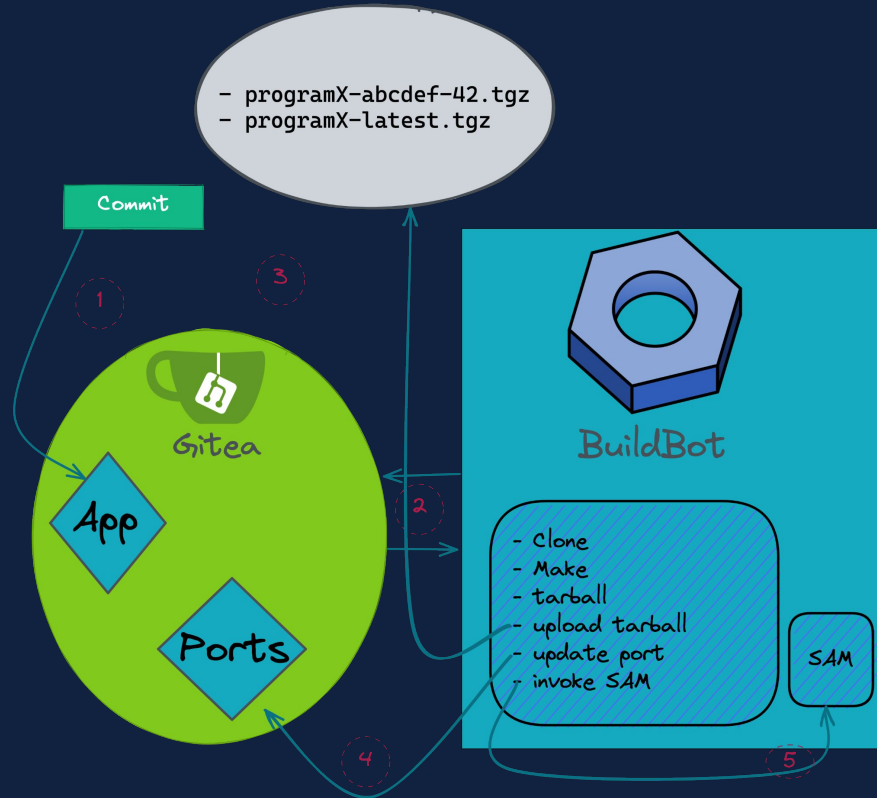 - programX-abcdef-42.tgz
- programX-latest.tgz
Commit
1
3
Gitea
BuildBot
App
2
- Clone
- Make
- tarball
- upload tarball
- update port
- invoke SAM
SAM
Ports
4
5